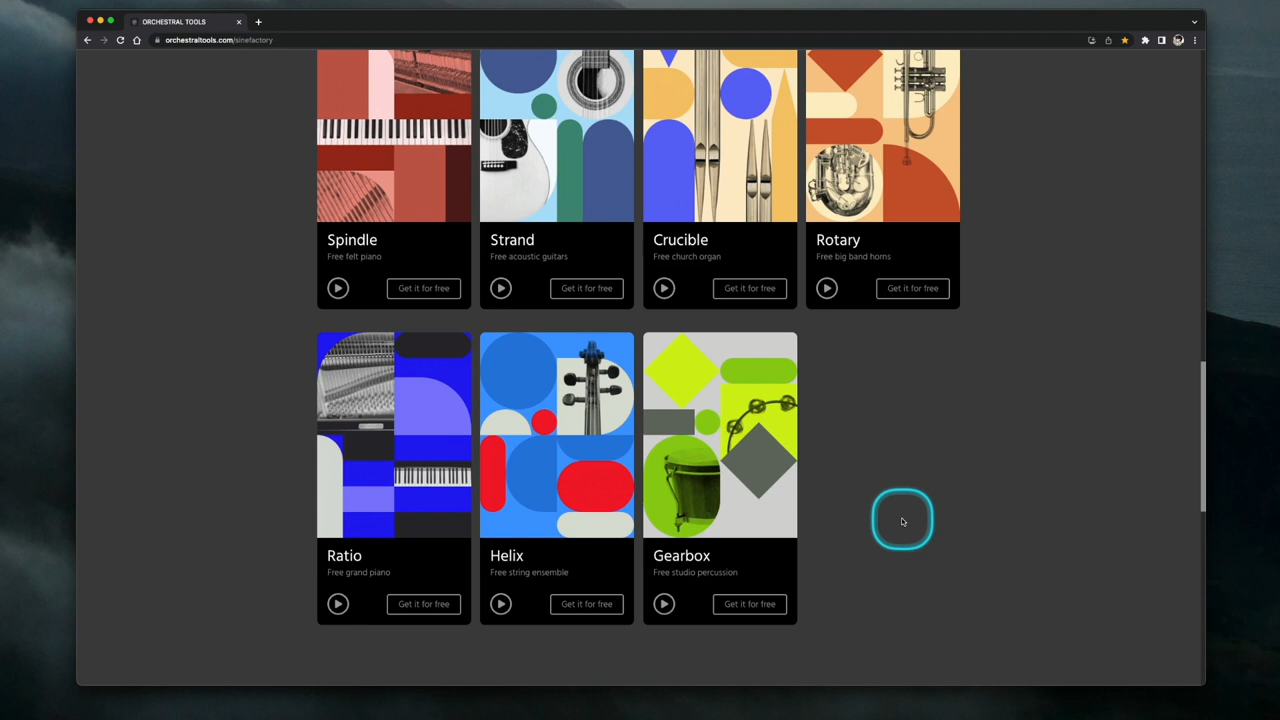 ORCHESTRAL TOOLS
orchestraltools.com/sinefactory
Spindle
Free felt piano
Get it for free
Strand
Free acoustic guitars
Get it for free
Crucible
Free church organ
Get it for free
Rotary
Free big band horns
Get it for free
Ratio
Free grand piano
Get it for free
Helix
Free string ensemble
Get it for free
Gearbox
Free studio percussion
Get it for free